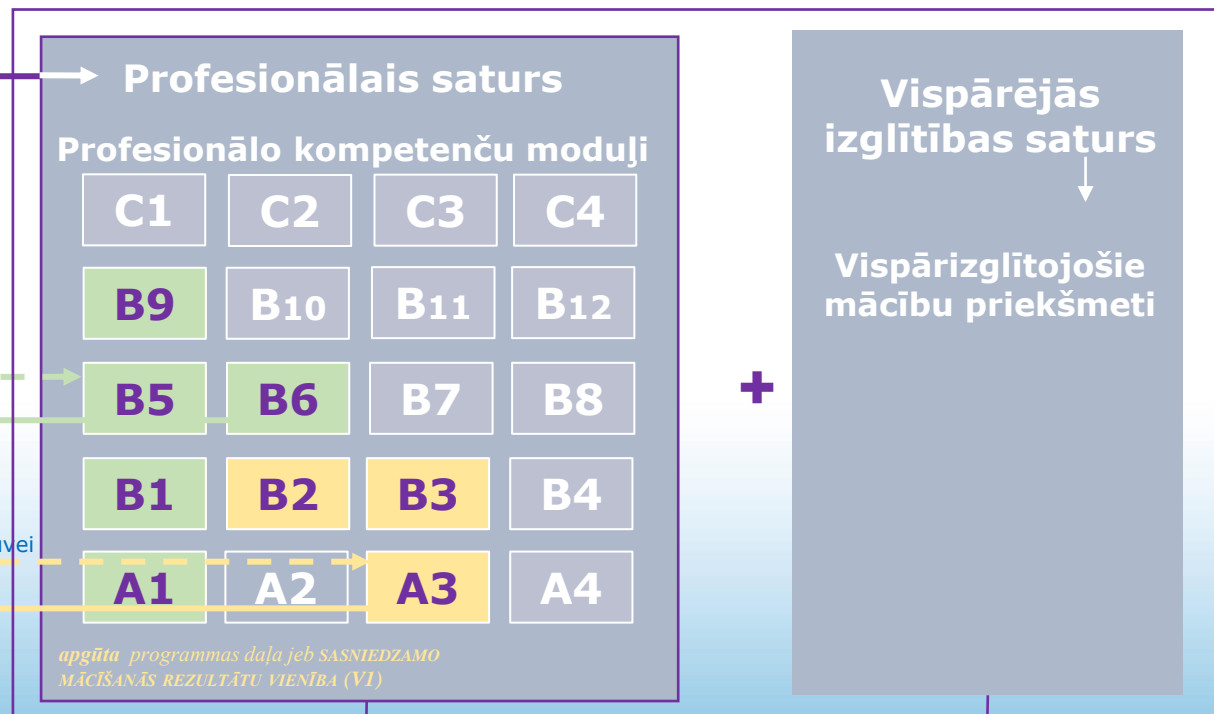 Profesionālais saturs
Profesionālo kompetenču moduļi
C1 C2 C3 C4
B9 B10 B11 B12
B5 B6 B7 B8
B1 B2 B3 B4
A1 A2 A3 A4
apgūta programmas daļa jeb SASNIEDZAMO
MĀCĪŠANĀS REZULTĀTU VIENĪBA (V1)
+
Vispārējās
izglītības saturs
Vispārizglītojošie
mācību priekšmeti